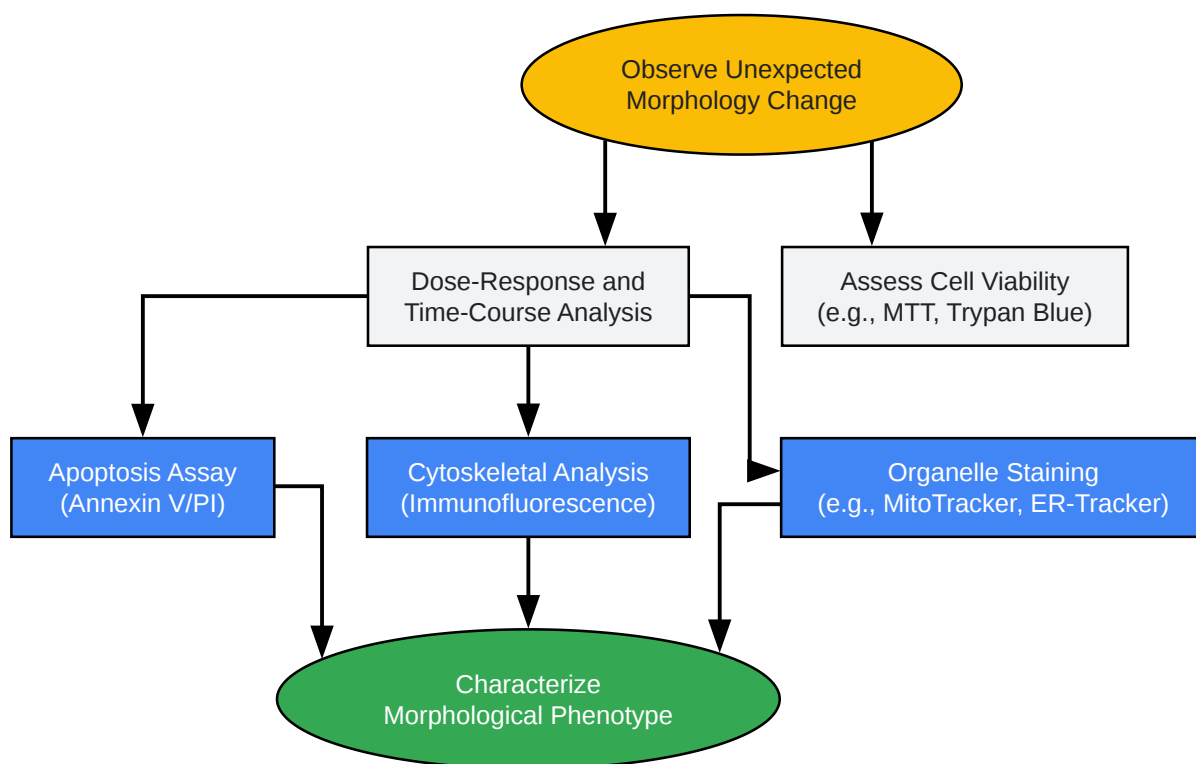 Observe Unexpected
Morphology Change
Dose-Response and
Time-Course Analysis
Assess Cell Viability
(e.g., MTT, Trypan Blue)
Apoptosis Assay
(Annexin V/PI)
Cytoskeletal Analysis
(Immunofluorescence)
Organelle Staining
(e.g., MitoTracker, ER-Tracker)
Characterize
Morphological Phenotype